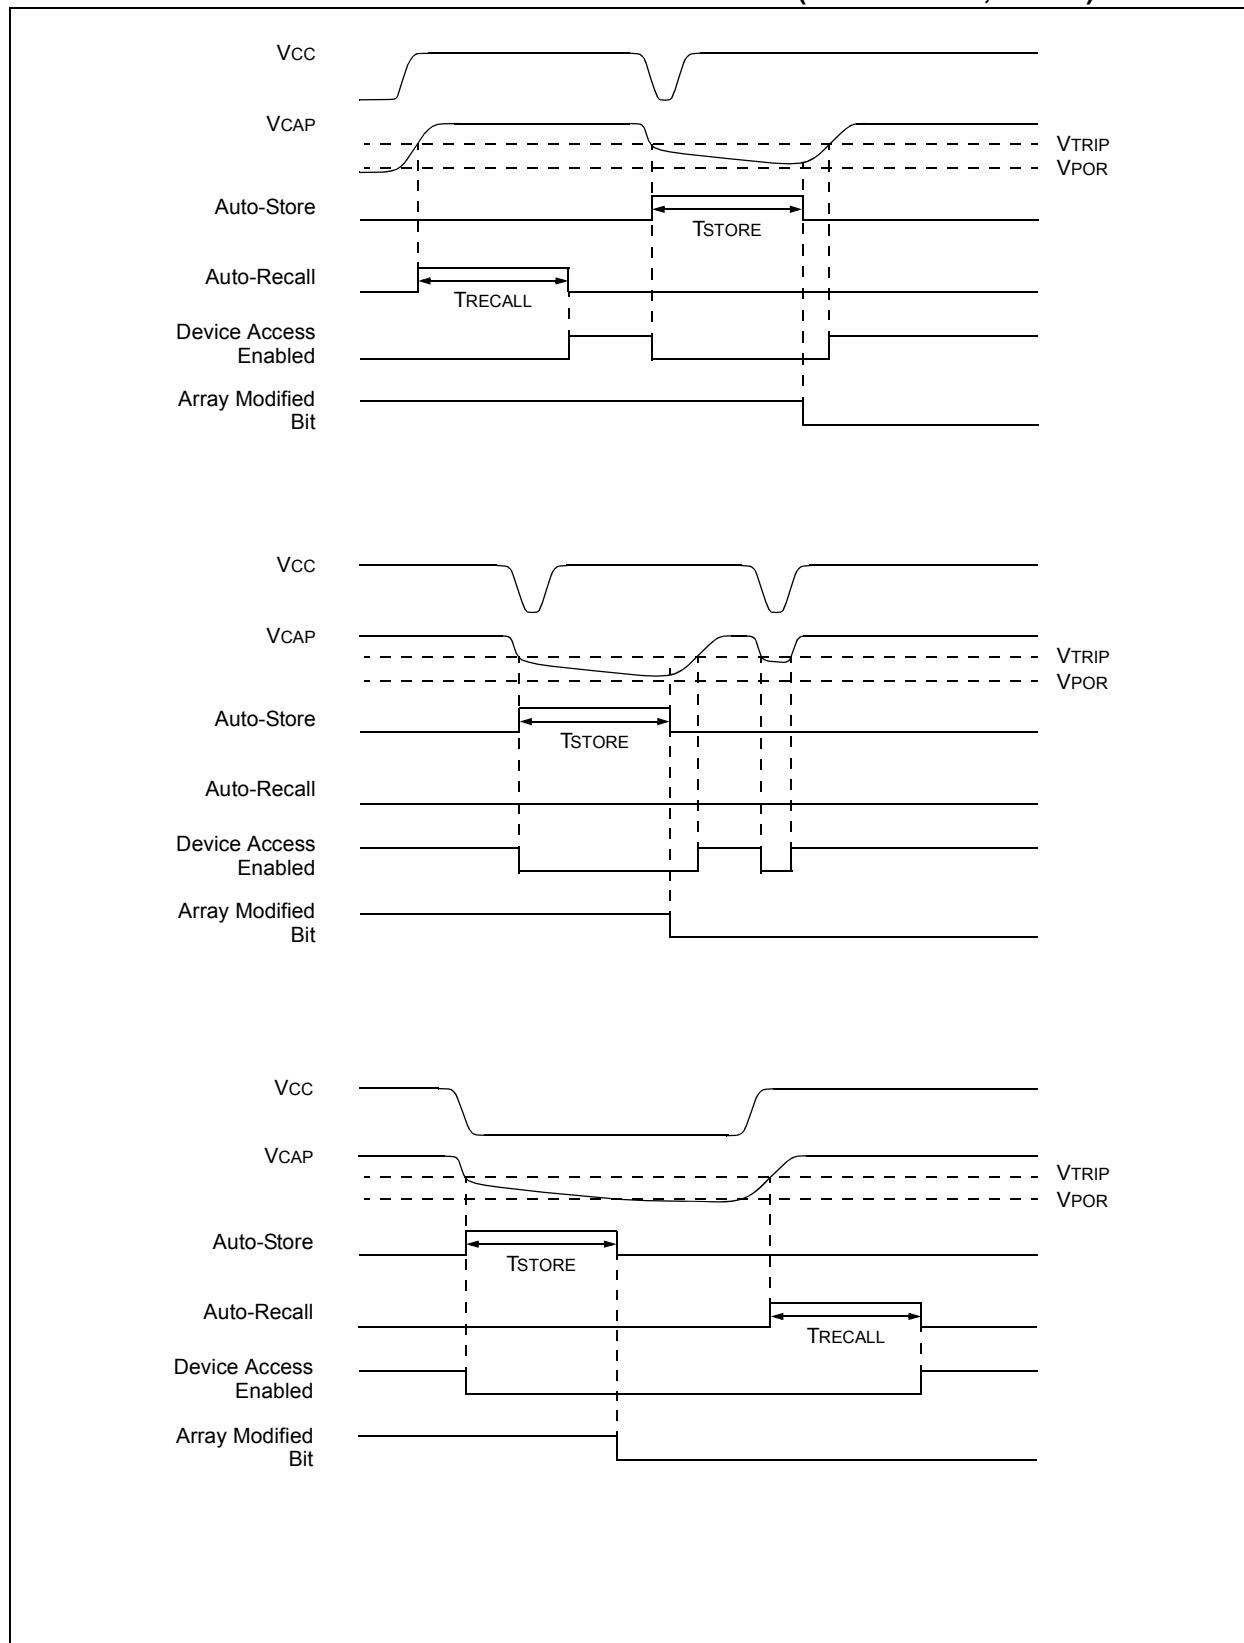 VCC
VCAP
VTRIP
VPOR
Auto-Store
TSTORE
Auto-Recall
TRECALL
Device Access
Enabled
Array Modified
Bit
VCC
VCAP
VTRIP
VPOR
Auto-Store
TSTORE
Auto-Recall
Device Access
Enabled
Array Modified
Bit
VCC
VCAP
VTRIP
VPOR
Auto-Store
TSTORE
Auto-Recall
TRECALL
Device Access
Enabled
Array Modified
Bit